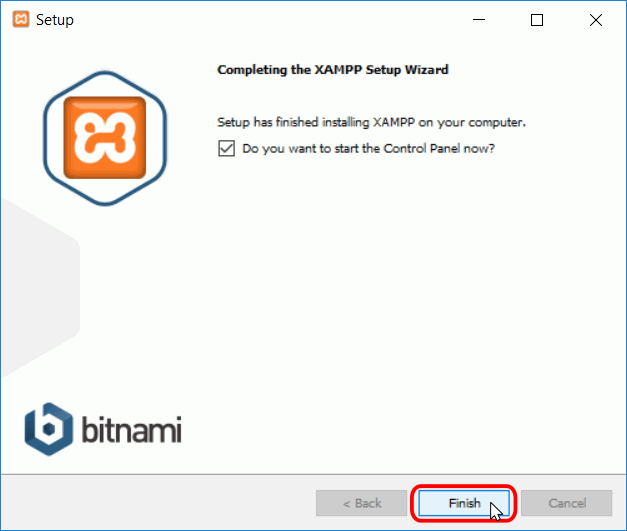 Setup
Completing the XAMPP Setup Wizard
Setup has finished installing XAMPP on your computer.
Do you want to start the Control Panel now?
bitnami
< Back
Finish
Cancel